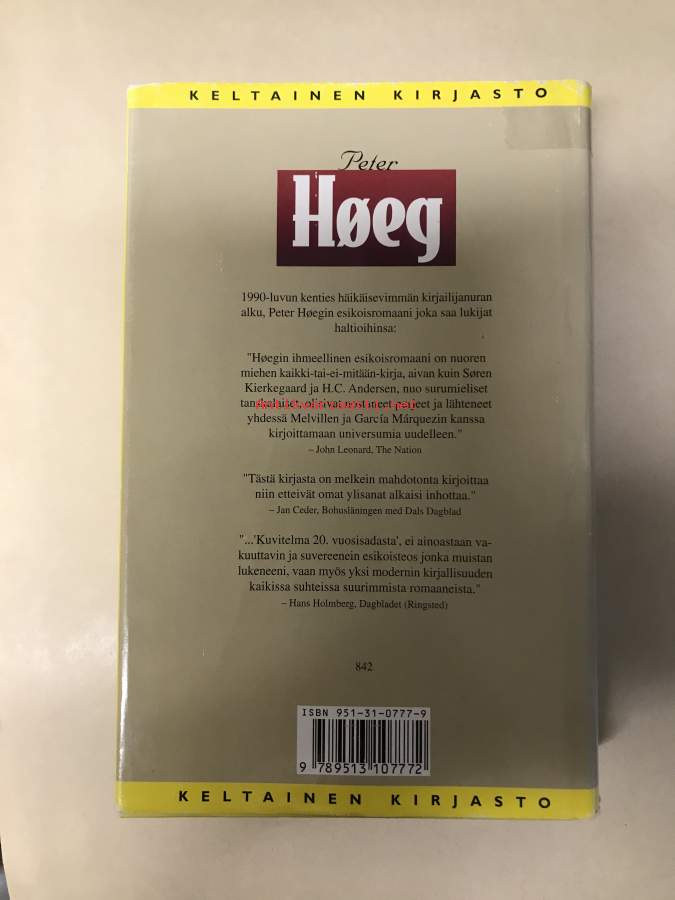 KELTAINEN KIRJASTO
Peter
Høeg
1990-luvun kenties häikäisevimmän kirjailijanuran
alku, Peter Høegin esikoisromaani joka saa lukijat
haltioihinsa:
"Høegin ihmeellinen esikoisromaani on nuoren
miehen kaikki-tai-ei-mitään-kirja, aivan kuin Søren
Kierkegaard ja H.C. Andersen, nuo surumieliset
ja lähteneet
yhdessä Melvillen ja García Márquezin kanssa
kirjoittamaan universumia uudelleen."
– John Leonard, The Nation
"Tästä kirjasta on melkein mahdotonta kirjoittaa
niin etteivät omat ylisanat alkaisi inhottaa."
– Jan Ceder, Bohusläningen med Dals Dagblad
"...'Kuvitelma 20. vuosisadasta', ei ainoastaan va-
kuuttavin ja suvereenein esikoisteos jonka muistan
lukeneeni, vaan myös yksi modernin kirjallisuuden
kaikissa suhteissa suurimmista romaaneista."
– Hans Holmberg, Dagbladet (Ringsted)
842
ISBN 951-31-0777-9
9 789513 107772
KELTAINEN KIRJASTO